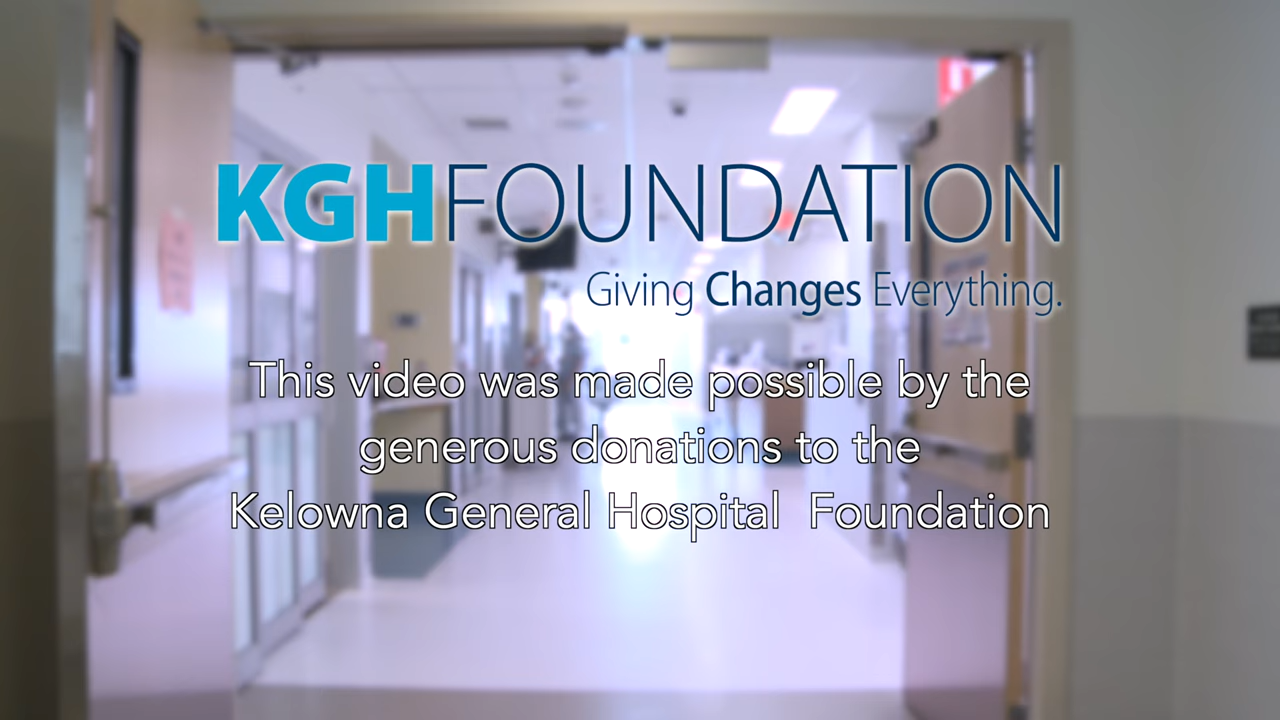 KGHFOUNDATION
Giving Changes Everything.
This video was made possible by the
generous donations to the
Kelowna General Hospital  Foundation